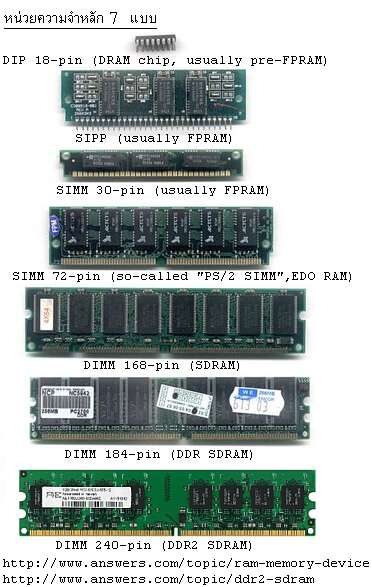 หน่วยความจำหลัก 7 แบบ
DIP 18-pin (DRAM chip, usually pre-FPRAM)
SIPP (usually FPRAM)
SIMM 30-pin (usually FPRAM)
SIMM 72-pin (so-called "PS/2 SIMM",EDO RAM)
DIMM 168-pin (SDRAM)
NCP
256MB
256MB
DIMM 184-pin (DDR SDRAM)
DIMM 240-pin (DDR2 SDRAM)
http://www.answers.com/topic/ram-memory-device
http://www.answers.com/topic/ddr2-sdram